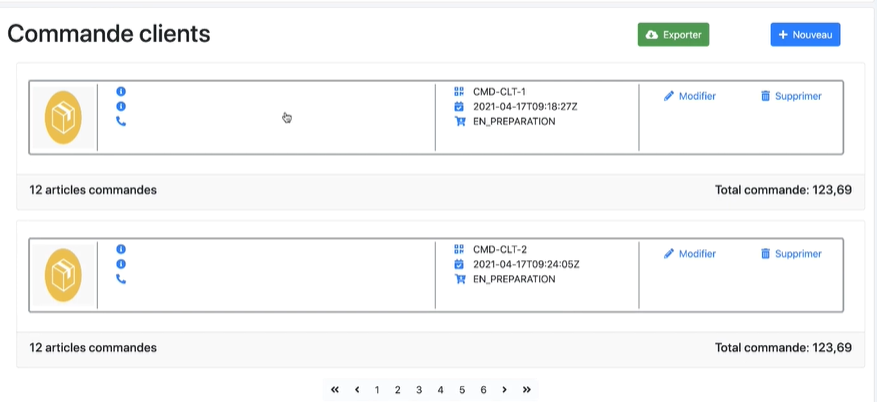 Commande clients
Exporter
Nouveau
CMD-CLT-1
2021-04-17T09:18:27Z
EN_PREPARATION
Modifier
Supprimer
12 articles commandes
Total commande: 123,69
CMD-CLT-2
2021-04-17T09:24:05Z
EN_PREPARATION
Modifier
Supprimer
12 articles commandes
Total commande: 123,69
« ‹ 1 2 3 4 5 6 › »